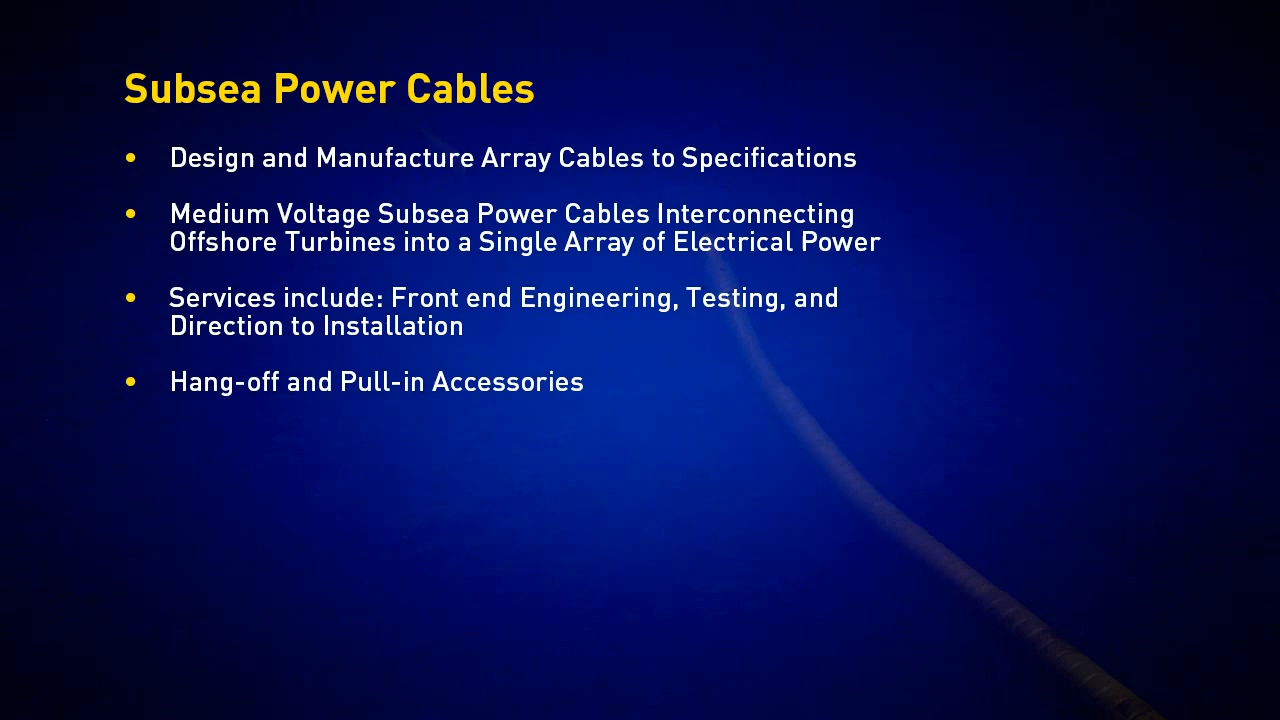 Subsea Power Cables
• Design and Manufacture Array Cables to Specifications
• Medium Voltage Subsea Power Cables Interconnecting
Offshore Turbines into a Single Array of Electrical Power
• Services include: Front end Engineering, Testing, and
Direction to Installation
• Hang-off and Pull-in Accessories